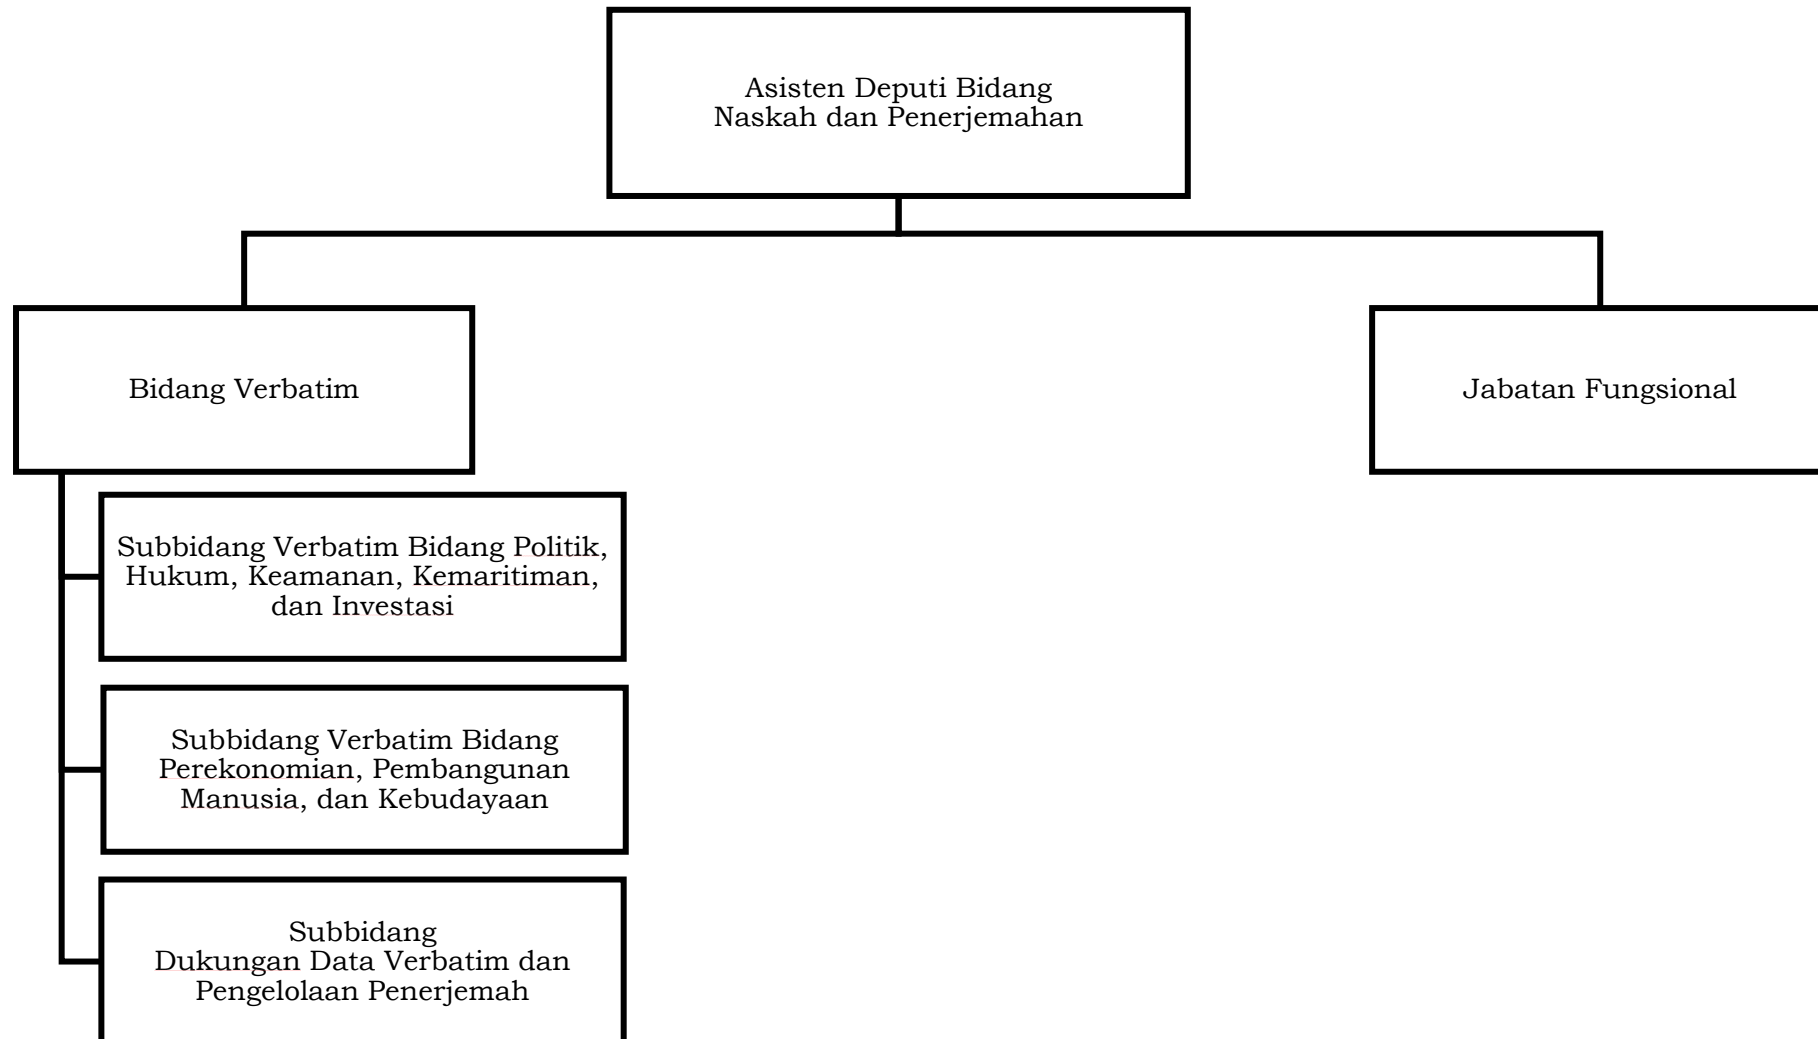 Asisten Deputi Bidang
Naskah dan Penerjemahan
Bidang Verbatim
Jabatan Fungsional
Subbidang Verbatim Bidang Politik,
Hukum, Keamanan, Kemaritiman,
dan Investasi
Subbidang Verbatim Bidang
Perekonomian, Pembangunan
Manusia, dan Kebudayaan
Subbidang
Dukungan Data Verbatim dan
Pengelolaan Penerjemah